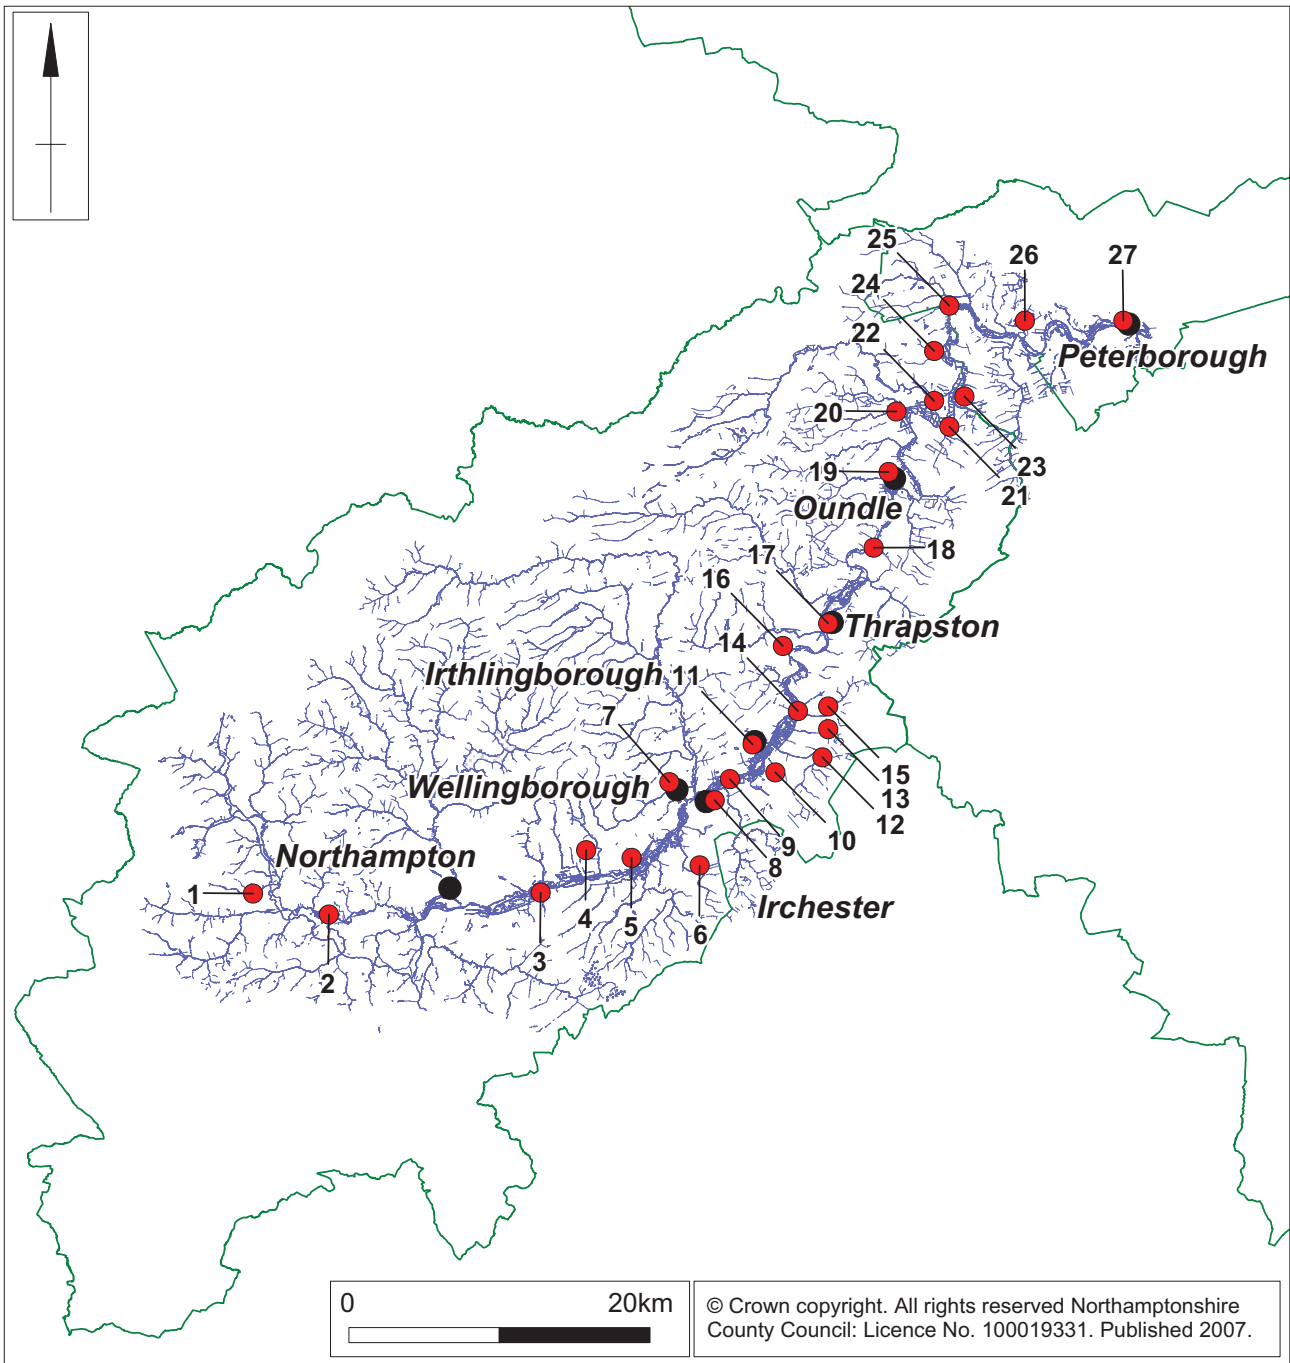 25
26
27
24
22
Peterborough
20
23
19
21
Oundle
18
17
16
Thrapston
14
Irthlingborough
11
7
15
Wellingborough
13
12
10
9
Northampton
8
1
4
Irchester
5
6
3
2
0
20km
© Crown copyright. All rights reserved Northamptonshire
County Council: Licence No. 100019331. Published 2007.